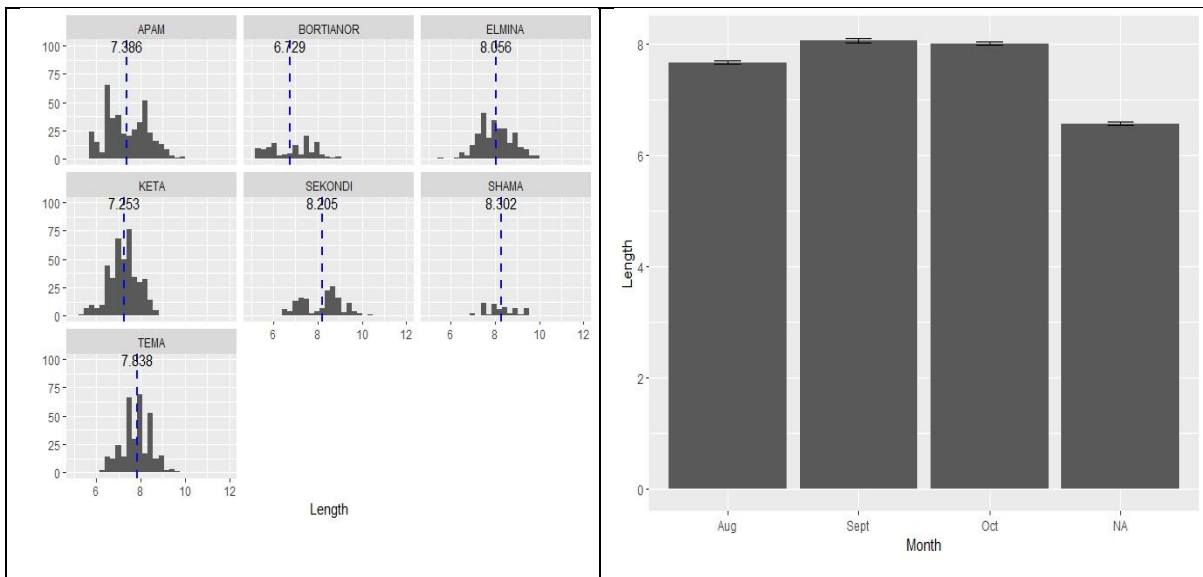 APAM BORTIANOR ELMINA
7.386 6.729 8.056
100
75
50
25
0
KETA SEKONDI SHAMA
7.253 8.205 8.302
100
75
50
25
0
6 8 10 12 6 8 10 12
TEMA
7.838
100
75
50
25
0
6 8 10 12
Length
8
6
4
2
0
Length
Aug Sept Oct NA
Month